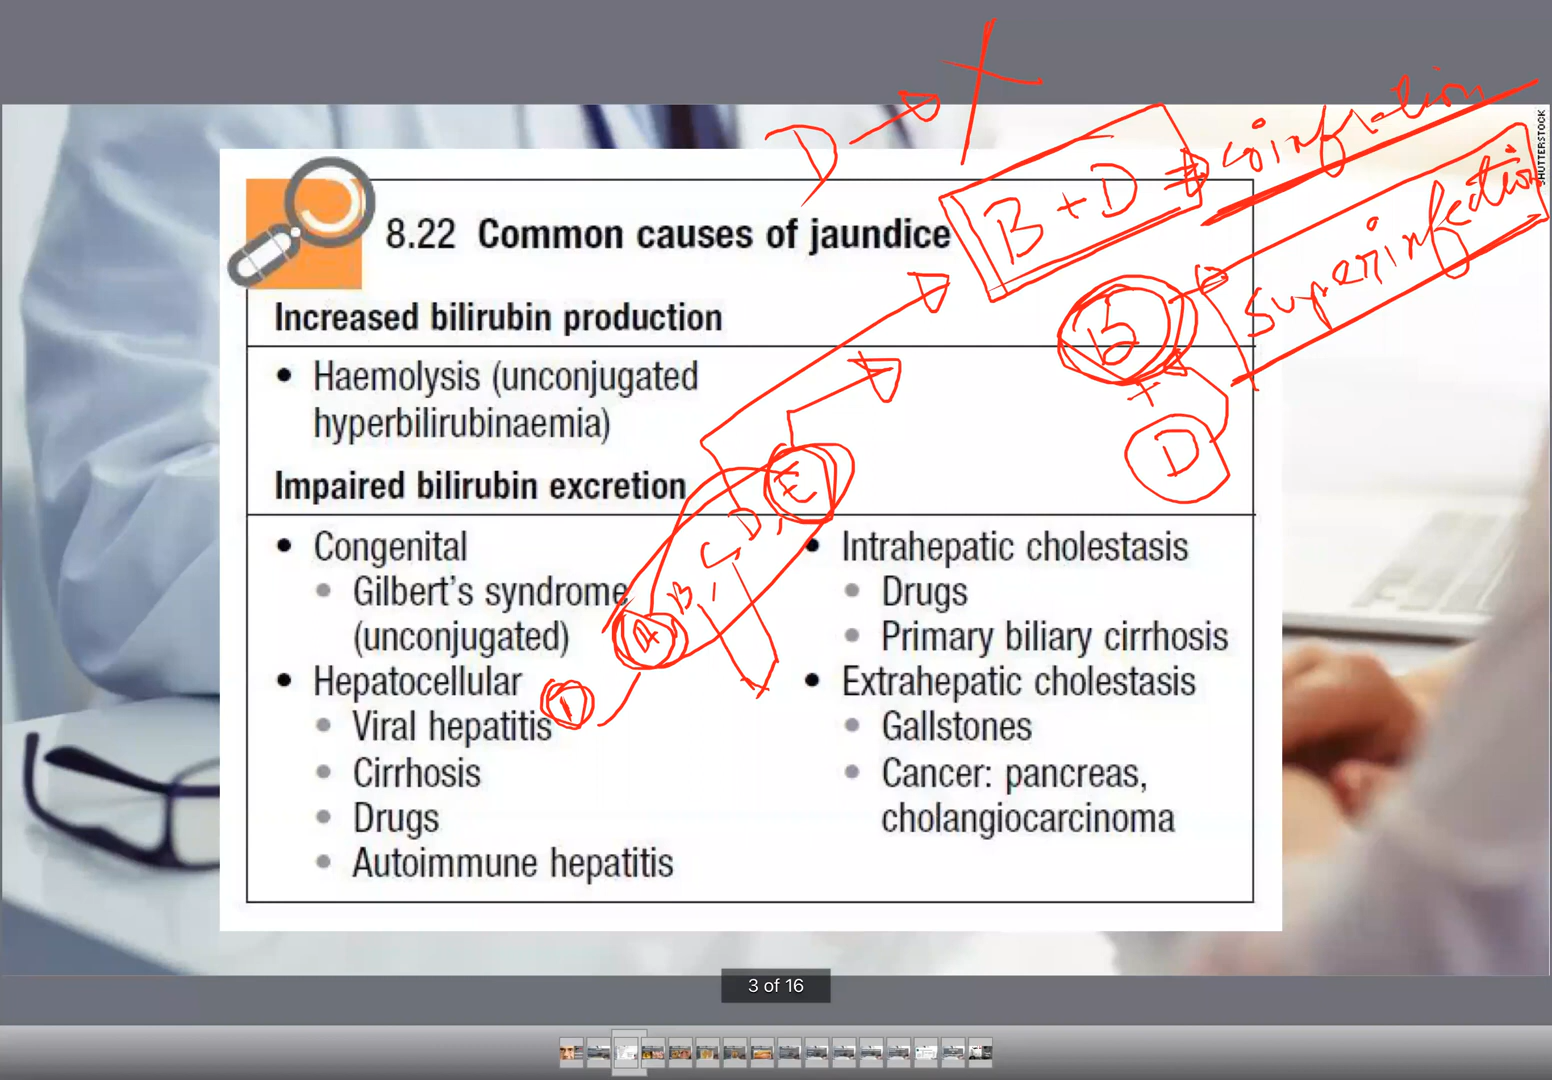 D
B + D
coinfection
superinfection
SHUTTERSTOCK
8.22 Common causes of jaundice
B
+
D
Increased bilirubin production
• Haemolysis (unconjugated
hyperbilirubinaemia)
Impaired bilirubin excretion
A, B, C, D, E
• Congenital
• Gilbert's syndrome
(unconjugated)
• Hepatocellular
1
• Viral hepatitis
• Cirrhosis
• Drugs
• Autoimmune hepatitis
• Intrahepatic cholestasis
• Drugs
• Primary biliary cirrhosis
• Extrahepatic cholestasis
• Gallstones
• Cancer: pancreas,
cholangiocarcinoma
3 of 16